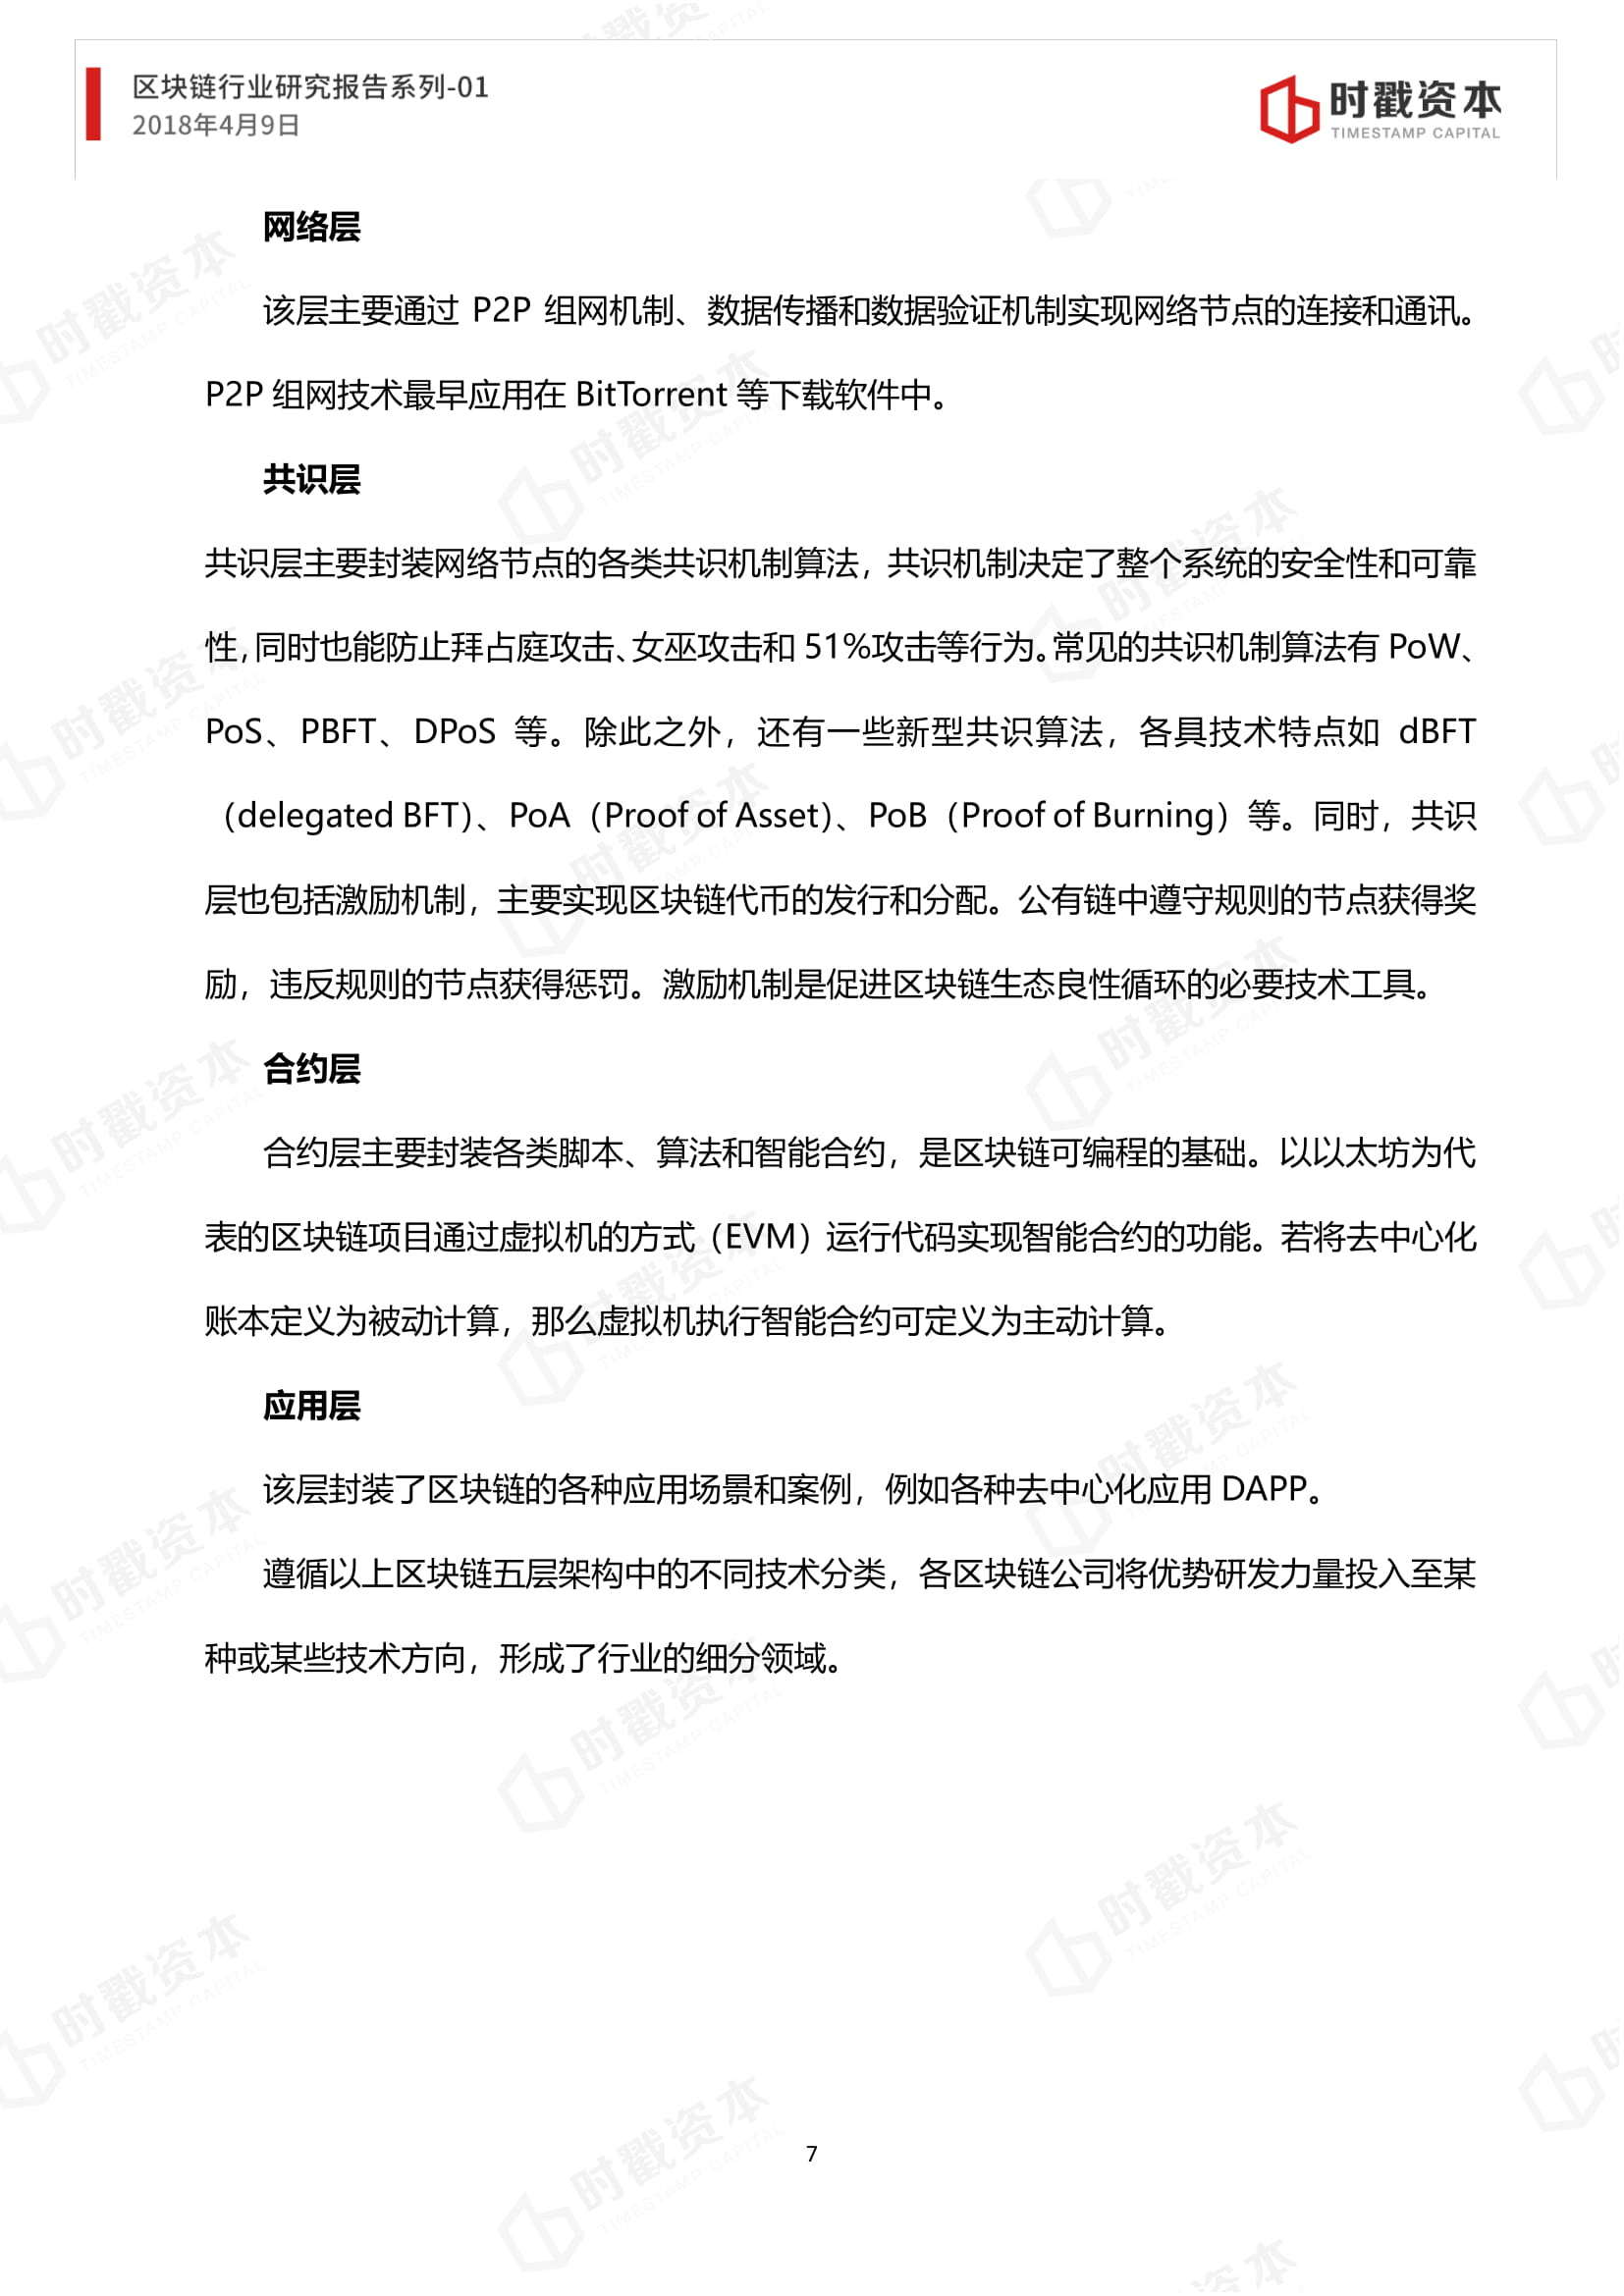 区块链行业研究报告系列-01
2018年4月9日
时戳资本
TIMESTAMP CAPITAL
网络层
该层主要通过 P2P 组网机制、数据传播和数据验证机制实现网络节点的连接和通讯。
P2P 组网技术最早应用在 BitTorrent 等下载软件中。
共识层
共识层主要封装网络节点的各类共识机制算法，共识机制决定了整个系统的安全性和可靠
性，同时也能防止拜占庭攻击、女巫攻击和 51%攻击等行为。常见的共识机制算法有 PoW、
PoS、PBFT、DPoS 等。除此之外，还有一些新型共识算法，各具技术特点如 dBFT
（delegated BFT）、PoA（Proof of Asset）、PoB（Proof of Burning）等。同时，共识
层也包括激励机制，主要实现区块链代币的发行和分配。公有链中遵守规则的节点获得奖
励，违反规则的节点获得惩罚。激励机制是促进区块链生态良性循环的必要技术工具。
合约层
合约层主要封装各类脚本、算法和智能合约，是区块链可编程的基础。以以太坊为代
表的区块链项目通过虚拟机的方式（EVM）运行代码实现智能合约的功能。若将去中心化
账本定义为被动计算，那么虚拟机执行智能合约可定义为主动计算。
应用层
该层封装了区块链的各种应用场景和案例，例如各种去中心化应用 DAPP。
遵循以上区块链五层架构中的不同技术分类，各区块链公司将优势研发力量投入至某
种或某些技术方向，形成了行业的细分领域。
7